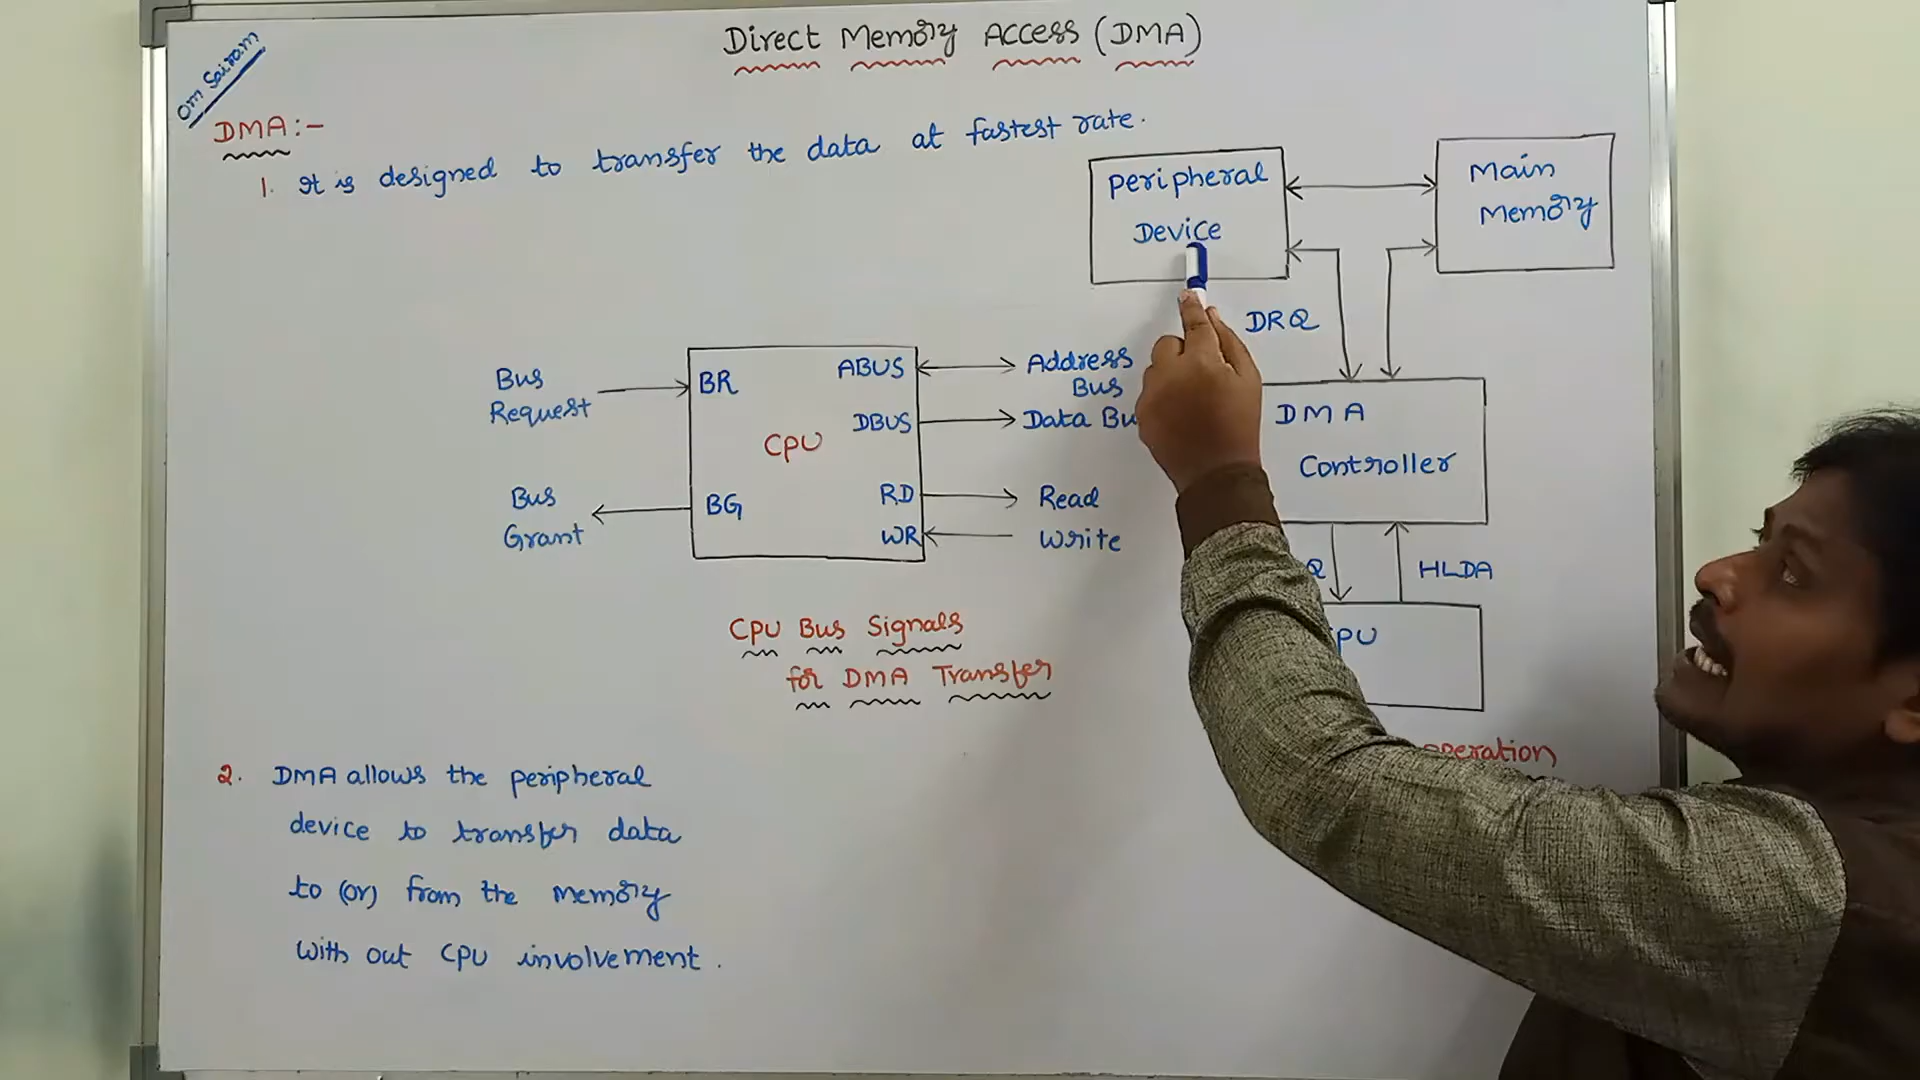 Direct Memory Access (DMA)
Om Sairam
DMA:-
1. It is designed to transfer the data at fastest rate.
Peripheral
Device
Main
Memory
DRQ
Bus
Request
BR
CPU
BG
Bus
Grant
ABUS
DBUS
RD
WR
Address
Bus
Data
Read
Write
DMA
Controller
HLDA
CPU Bus Signals
for DMA Transfer
operation
2. DMA allows the peripheral
device to transfer data
to (or) from the memory
with out CPU involvement.